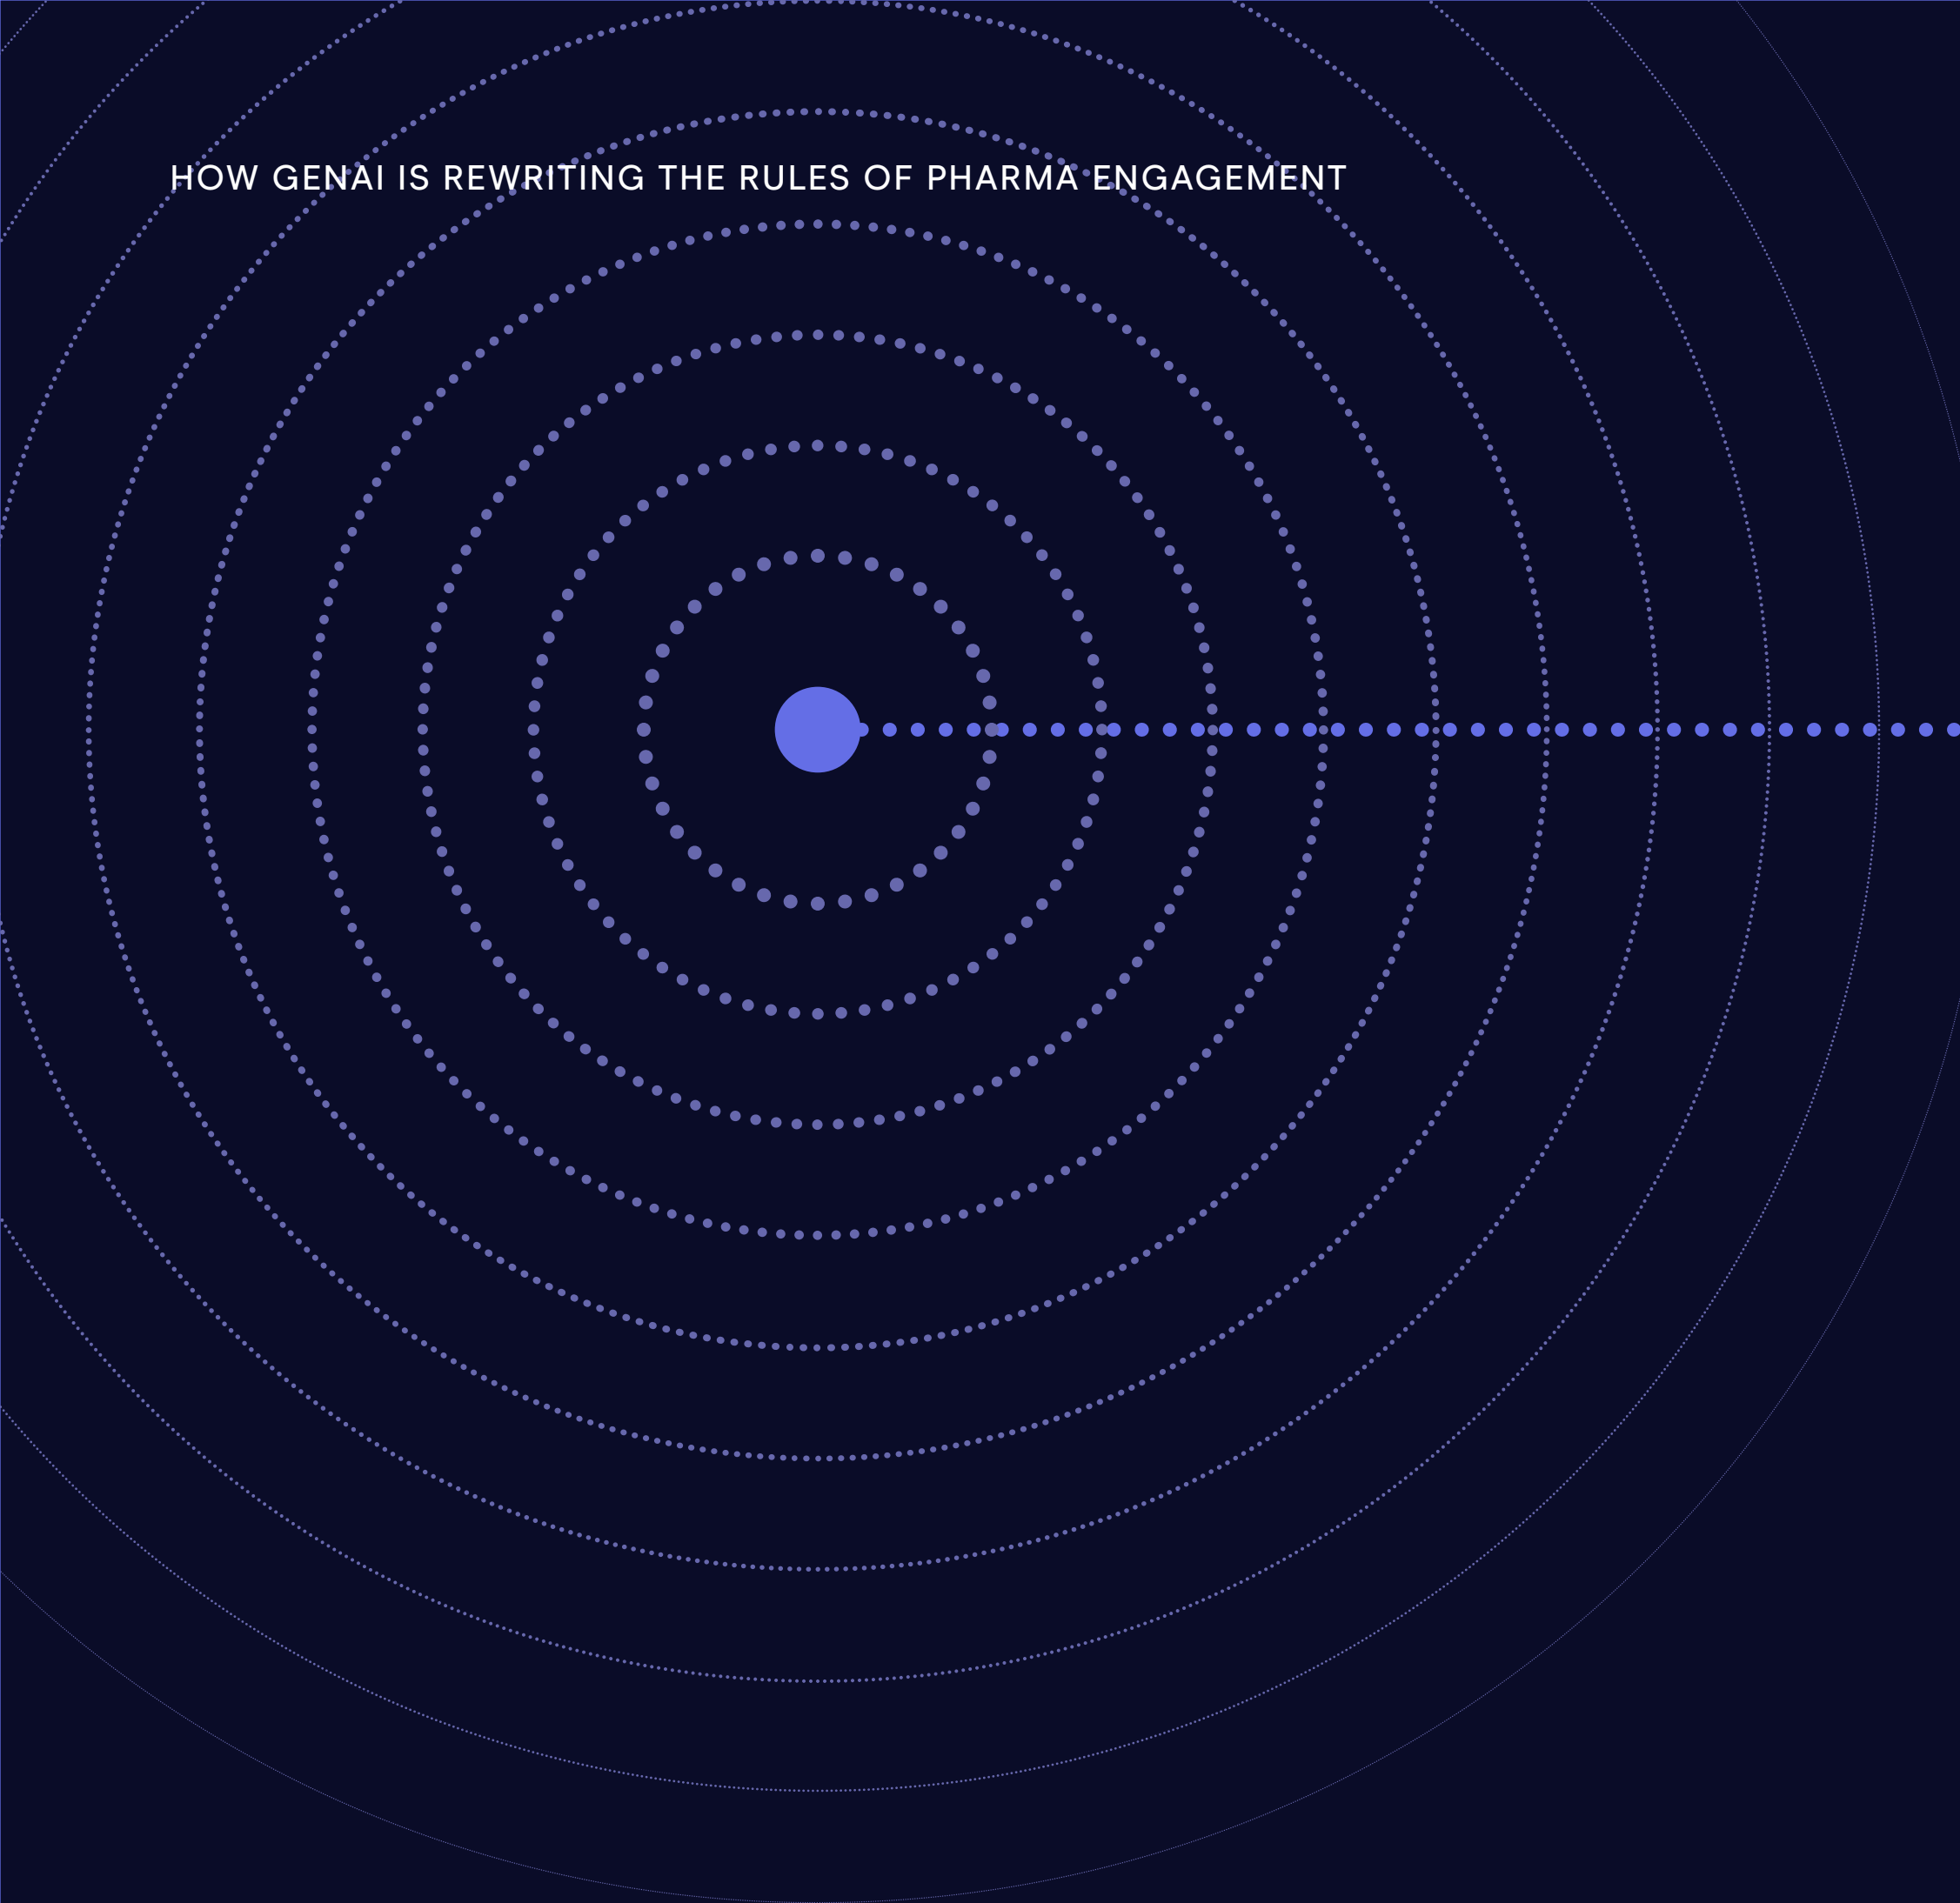 HOW GENAI IS REWRITING THE RULES OF PHARMA ENGAGEMENT